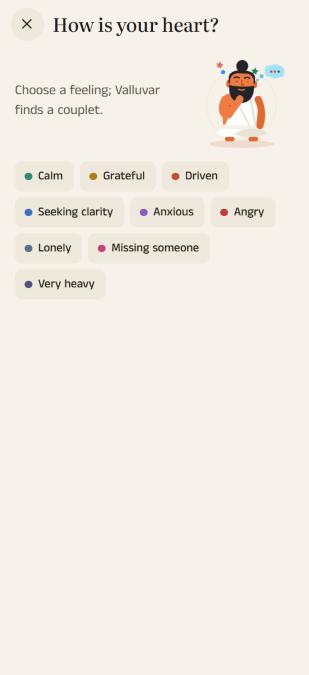 How is your heart?
Choose a feeling; Valluvar
finds a couplet.
Calm
Grateful
Driven
Seeking clarity
Anxious
Angry
Lonely
Missing someone
Very heavy